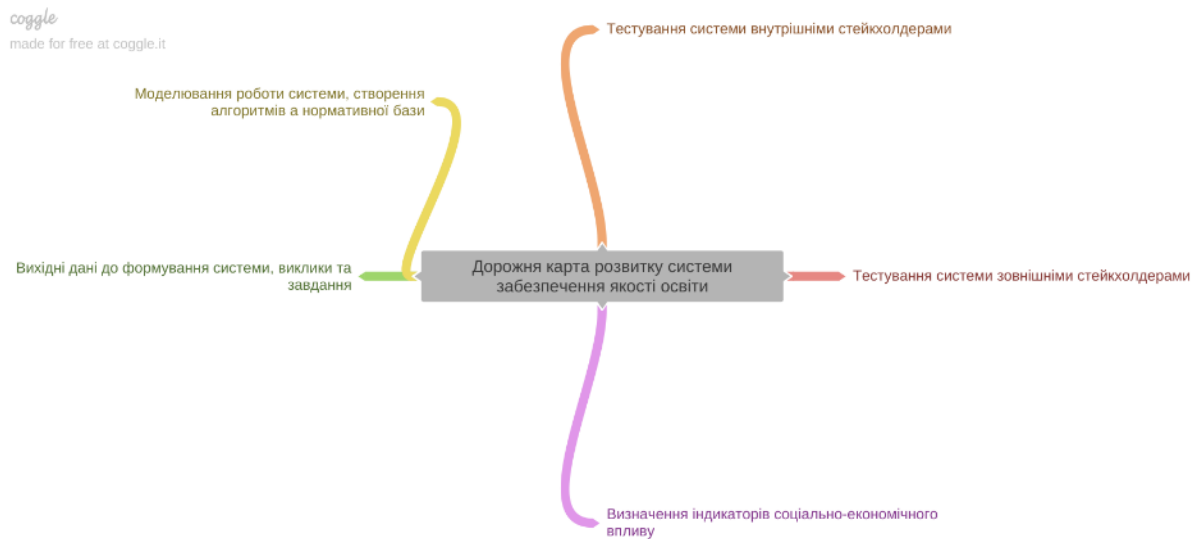 coggle
made for free at coggle.it
Тестування системи внутрішніми стейкхолдерами
Моделювання роботи системи, створення
алгоритмів а нормативної бази
Вихідні дані до формування системи, виклики та
завдання
Дорожня карта розвитку системи
забезпечення якості освіти
Тестування системи зовнішніми стейкхолдерами
Визначення індикаторів соціально-економічного
впливу